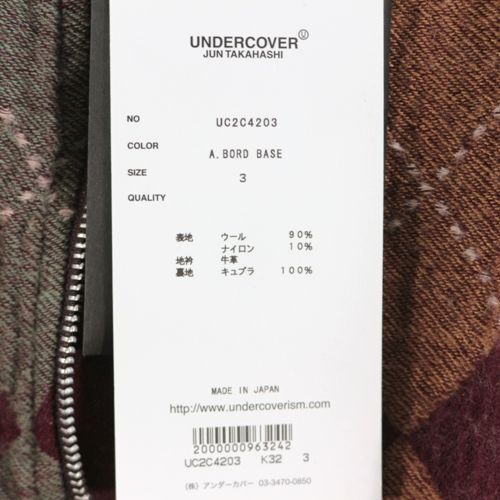 UNDERCOVER Ⓤ
JUN TAKAHASHI
NO UC2C4203
COLOR A.BORD BASE
SIZE 3
QUALITY
表地 ウール 90%
ナイロン 10%
地衿 牛革
裏地 キュプラ 100%
MADE IN JAPAN
http://www.undercoverism.com
2000000963242
UC2C4203 K32 3
(株) アンダーカバー 03-3470-0850